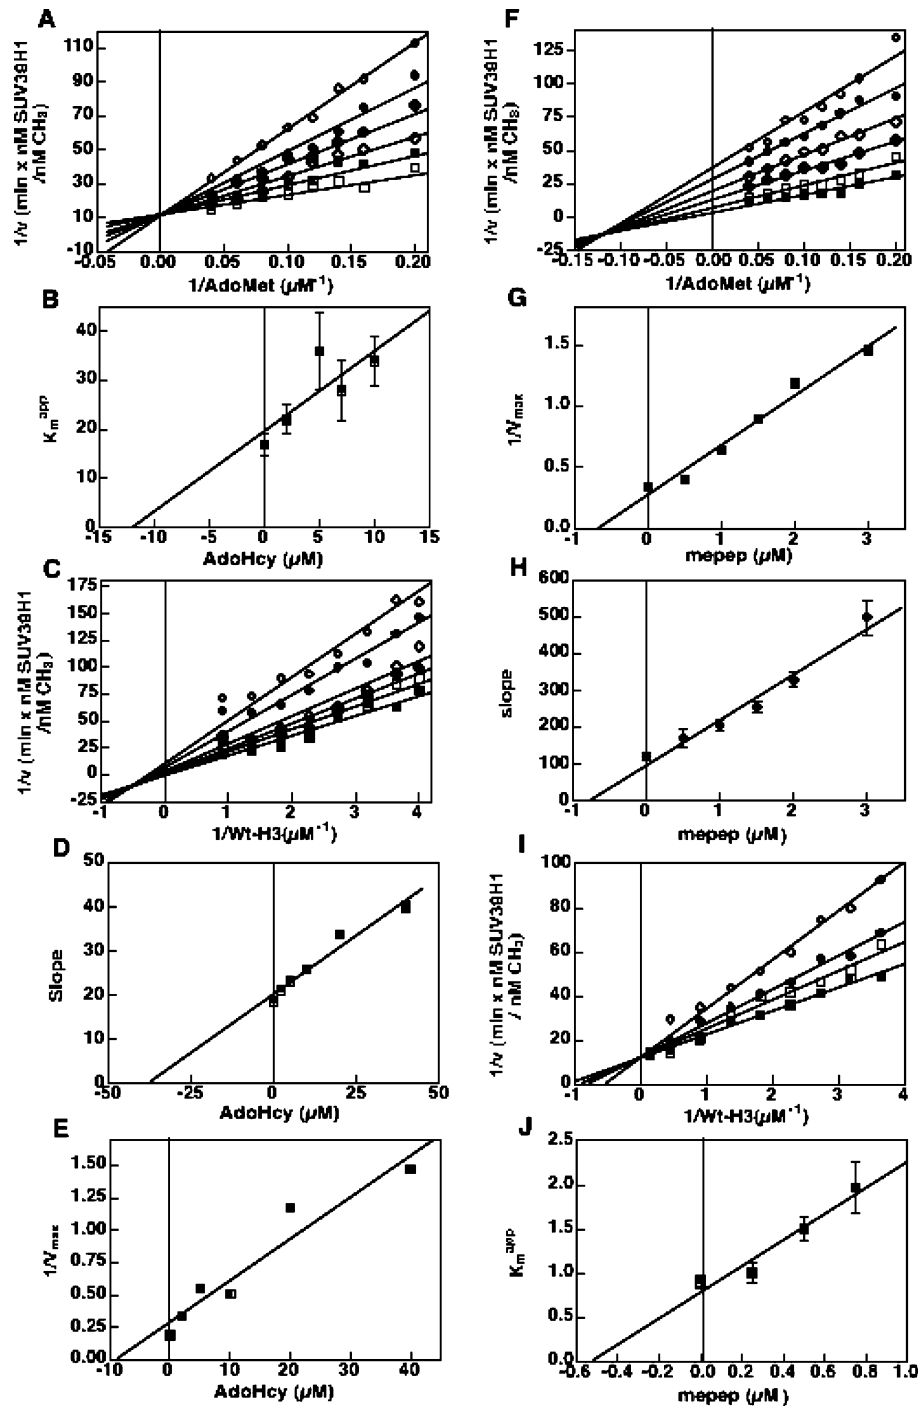 A
1/v (min x nM SUV39H1
/nM CH3)
110
90
70
50
30
10
-10
-0.05 0.00 0.05 0.10 0.15 0.20
1/AdoMet (µM-1)
B
Kmapp
40
30
20
10
0
-15 -10 -5 0 5 10 15
AdoHcy (µM)
C
1/v (min x nM SUV39H1
/nM CH3)
175
150
125
100
75
50
25
0
-25
-1 0 1 2 3 4
1/Wt-H3(µM-1)
D
Slope
50
40
30
20
10
0
-50 -25 0 25 50
AdoHcy (µM)
E
1/Vmax
1.50
1.25
1.00
0.75
0.50
0.25
0.00
-10 0 10 20 30 40
AdoHcy (µM)
F
1/v (min x nM SUV39H1
/nM CH3)
125
100
75
50
25
0
-25
-0.15 -0.10 -0.05 0.00 0.05 0.10 0.15 0.20
1/AdoMet (µM-1)
G
1/Vmax
1.5
1.0
0.5
0.0
-1 0 1 2 3
mepep (µM)
H
slope
600
500
400
300
200
100
0
-1 0 1 2 3
mepep (µM)
I
1/v (min x nM SUV39H1
/ nM CH3)
100
80
60
40
20
0
-1 0 1 2 3 4
1/Wt-H3(µM-1)
J
Kmapp
2.5
2.0
1.5
1.0
0.5
0.0
-0.6 -0.4 -0.2 0.0 0.2 0.4 0.6 0.8 1.0
mepep (µM)